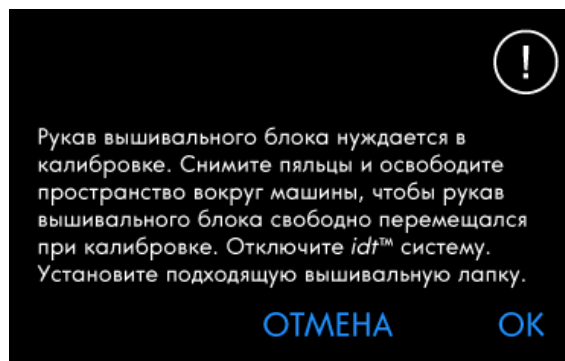 !
Рукав вышивального блока нуждается в
калибровке. Снимите пяльцы и освободите
пространство вокруг машины, чтобы рукав
вышивального блока свободно перемещался
при калибровке. Отключите idt™ систему.
Установите подходящую вышивальную лапку.
ОТМЕНА OK